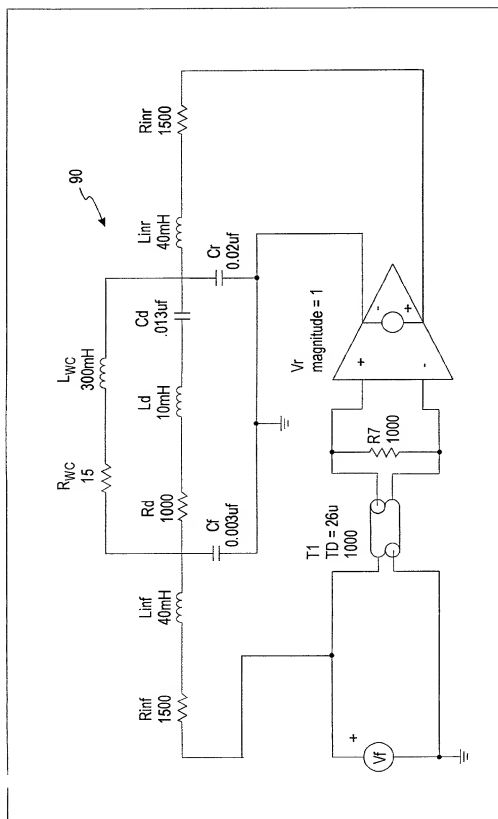 90
R_WC
15
L_WC
300mH
Rinf
1500
Linf
40mH
Rd
1000
Ld
10mH
Cd
.013uf
Linr
40mH
Rinr
1500
Cf
0.003uf
Cr
0.02uf
Vf
+
T1
TD = 26u
1000
R7
1000
Vr
magnitude = 1
+
-
-
+